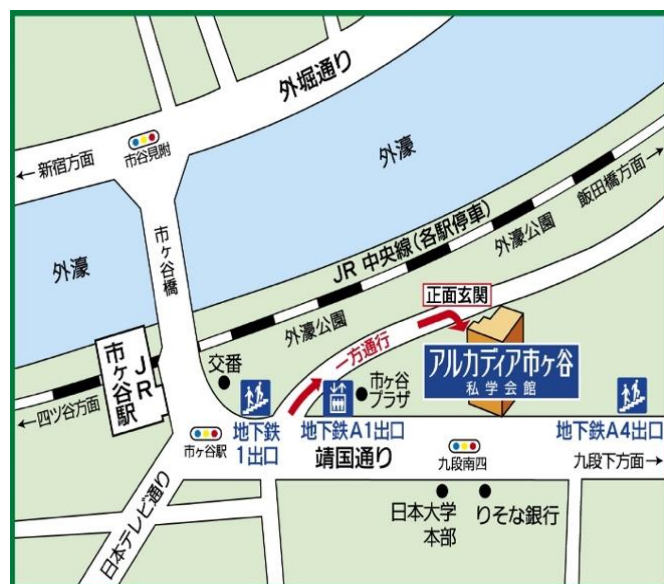 外堀通り
←新宿方面
市谷見附
外濠
飯田橋方面→
外濠
市ヶ谷橋
JR 中央線(各駅停車)
外濠公園
外濠公園
正面玄関
JR
市ヶ谷駅
←四ツ谷方面
交番
一方通行
アルカディア市ヶ谷
私学会館
市ヶ谷
プラザ
地下鉄
1出口
地下鉄A1出口
地下鉄A4出口
市ヶ谷駅
靖国通り
九段南四
九段下方面→
日本テレビ通り
日本大学
本部
りそな銀行